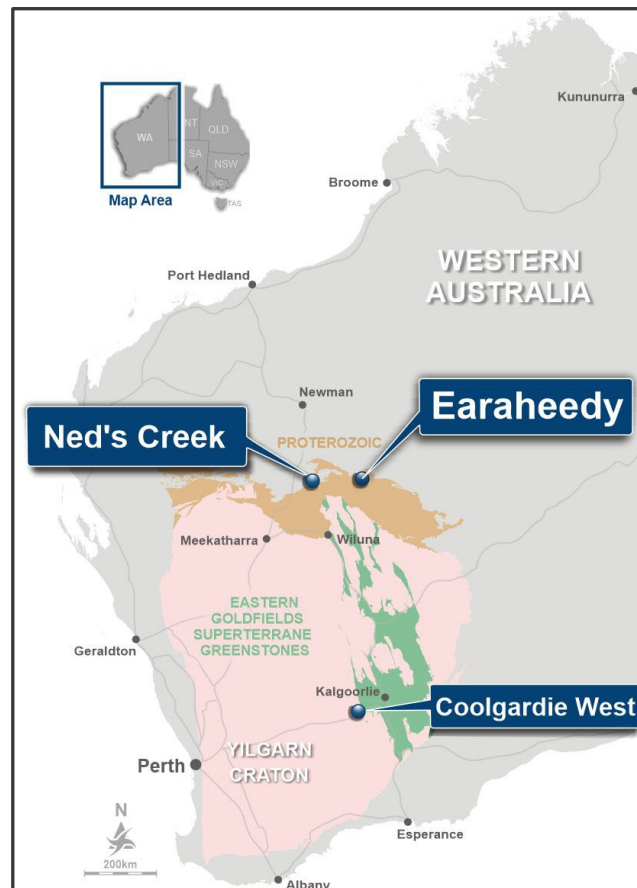 Kununurra
WA
NT
QLD
SA
NSW
VIC
TAS
Map Area
Broome
WESTERN
AUSTRALIA
Port Hedland
Newman
Ned's Creek
Earaheedy
PROTEROZOIC
Meekatharra
Wiluna
EASTERN
GOLDFIELDS
SUPERTERRANE
GREENSTONES
Geraldton
Kalgoorlie
Coolgardie West
YILGARN
CRATON
Perth
N
200km
Esperance
Albany